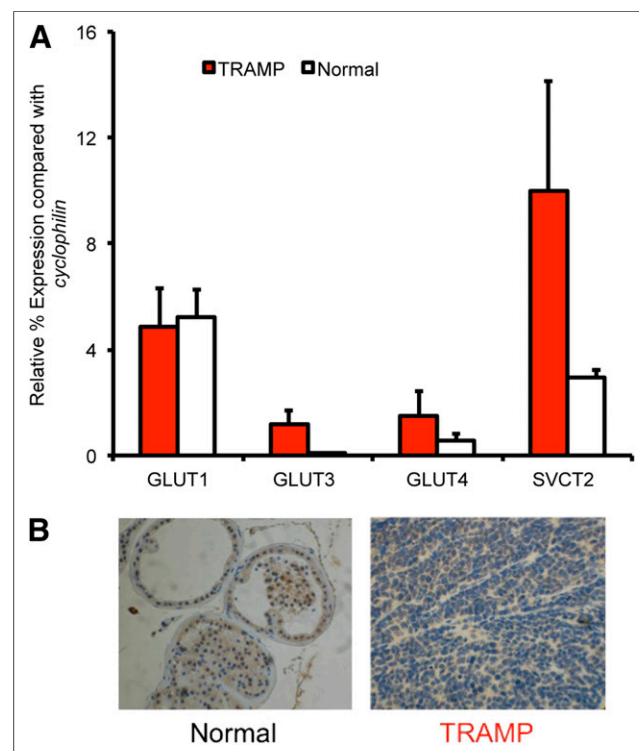 A
Relative % Expression compared with
cyclophilin
16
12
8
4
0
TRAMP Normal
GLUT1 GLUT3 GLUT4 SVCT2
B
Normal TRAMP